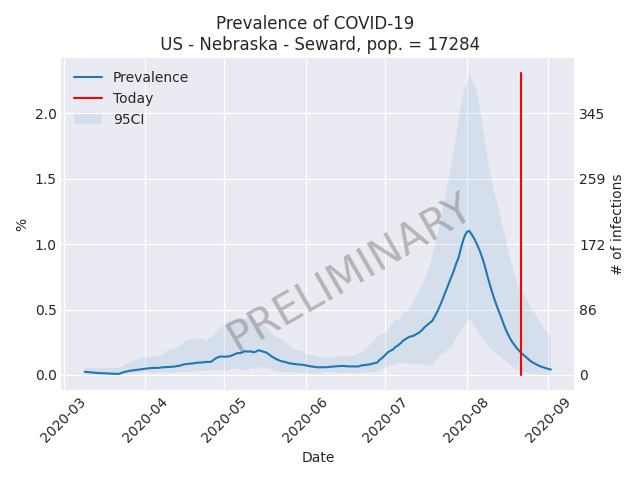 Prevalence of COVID-19
US - Nebraska - Seward, pop. = 17284
Prevalence
Today
95CI
PRELIMINARY
%
2.0
1.5
1.0
0.5
0.0
345
259
172
86
0
# of infections
2020-03
2020-04
2020-05
2020-06
2020-07
2020-08
2020-09
Date